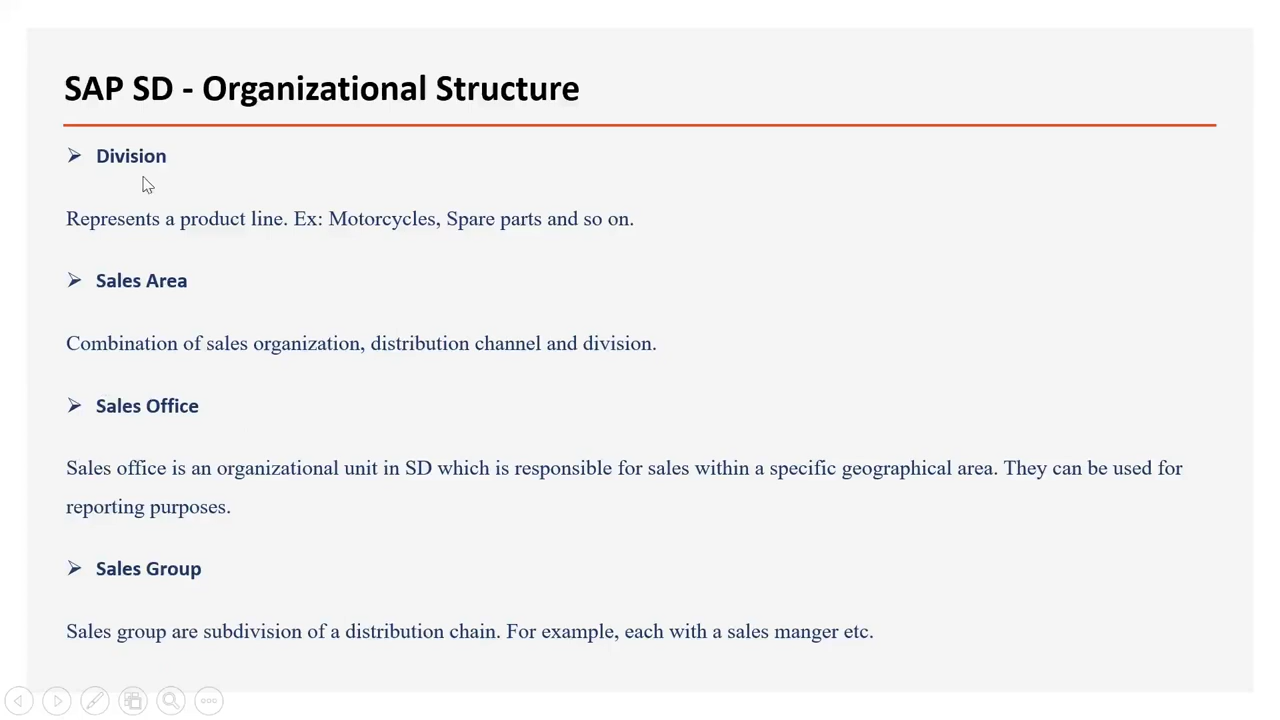 SAP SD - Organizational Structure
Division
Represents a product line. Ex: Motorcycles, Spare parts and so on.
Sales Area
Combination of sales organization, distribution channel and division.
Sales Office
Sales office is an organizational unit in SD which is responsible for sales within a specific geographical area. They can be used for
reporting purposes.
Sales Group
Sales group are subdivision of a distribution chain. For example, each with a sales manger etc.